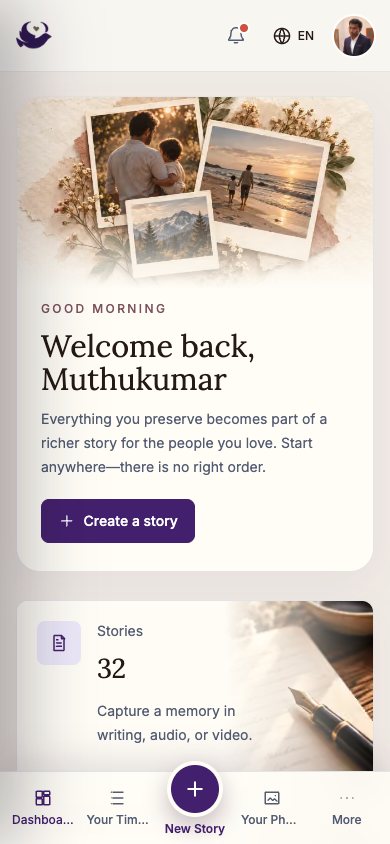 EN
GOOD MORNING
Welcome back,
Muthukumar
Everything you preserve becomes part of a
richer story for the people you love. Start
anywhere—there is no right order.
+ Create a story
Stories
32
Capture a memory in
writing, audio, or video.
Dashboa...
Your Tim...
New Story
Your Ph...
More